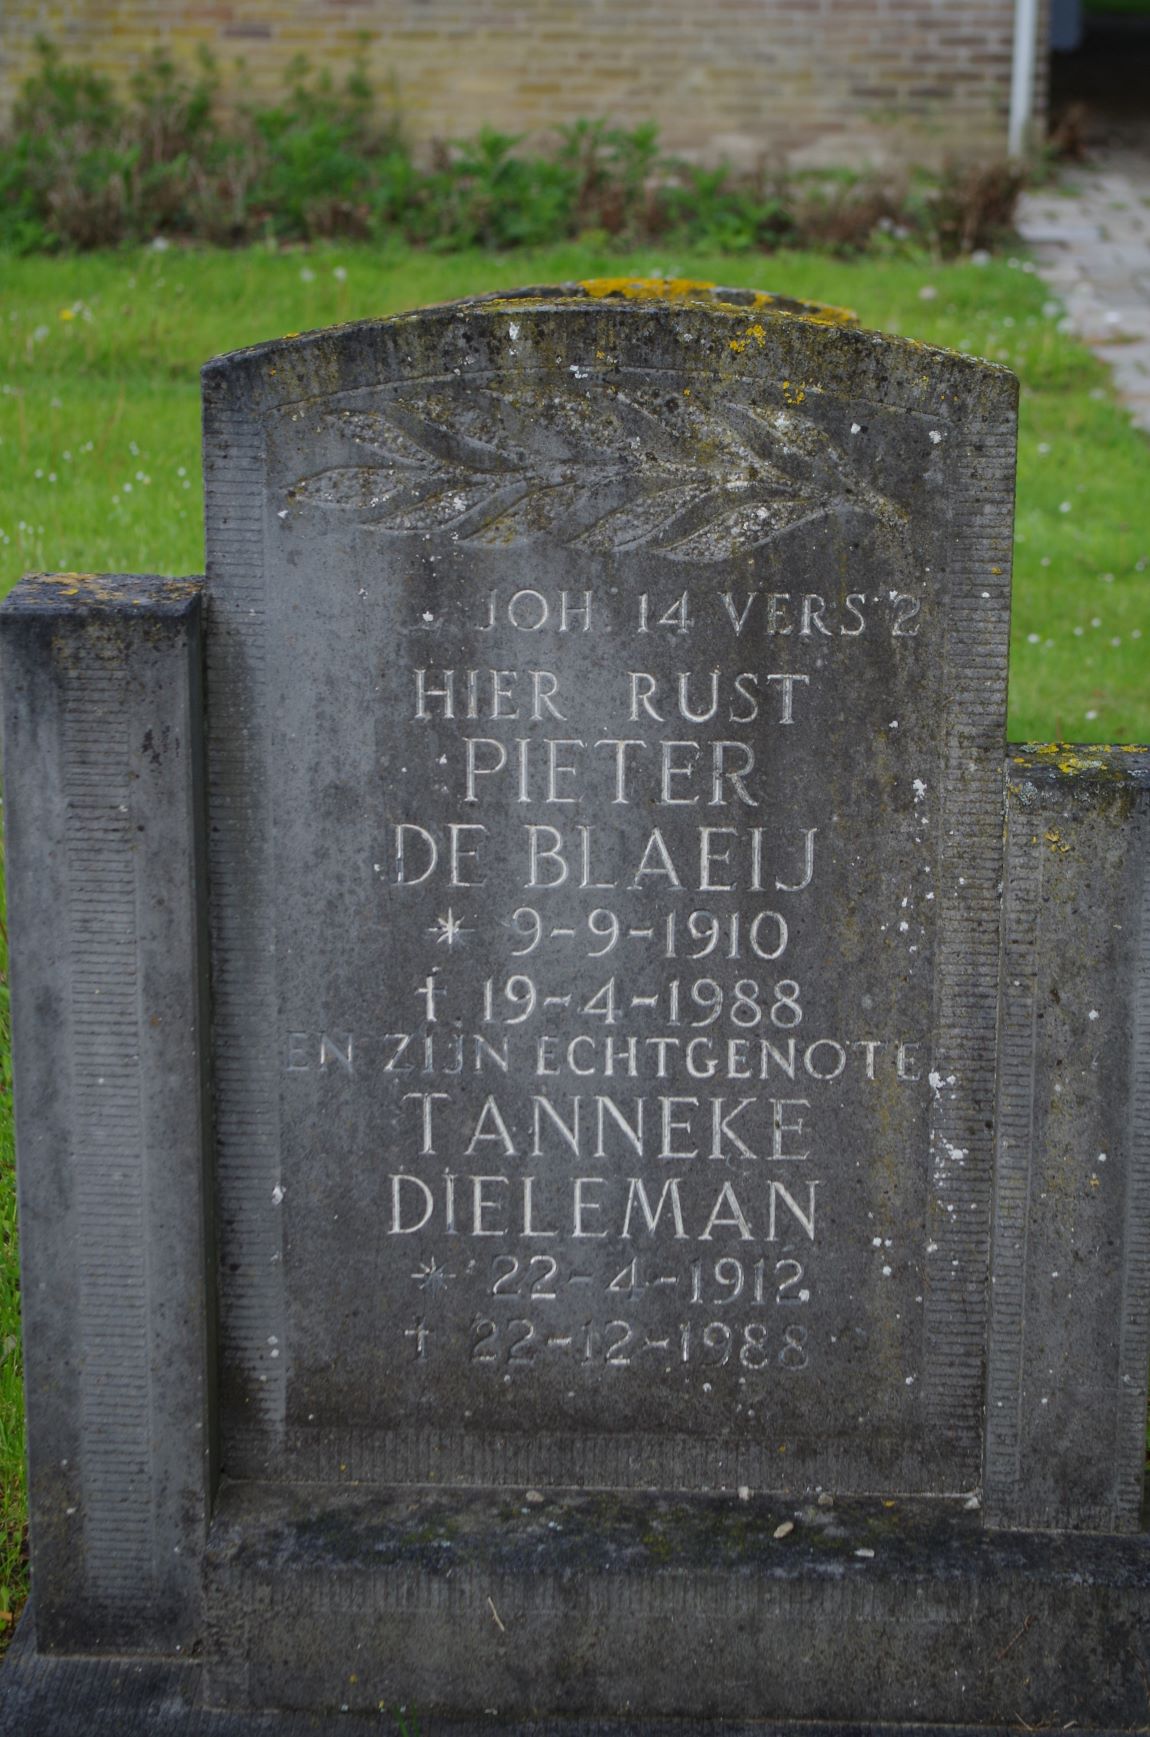 JOH. 14 VERS 2
HIER RUST
PIETER
DE BLAEIJ
* 9-9-1910
† 19-4-1988
EN ZIJN ECHTGENOTE
TANNEKE
DIELEMAN
* 22-4-1912
† 22-12-1988